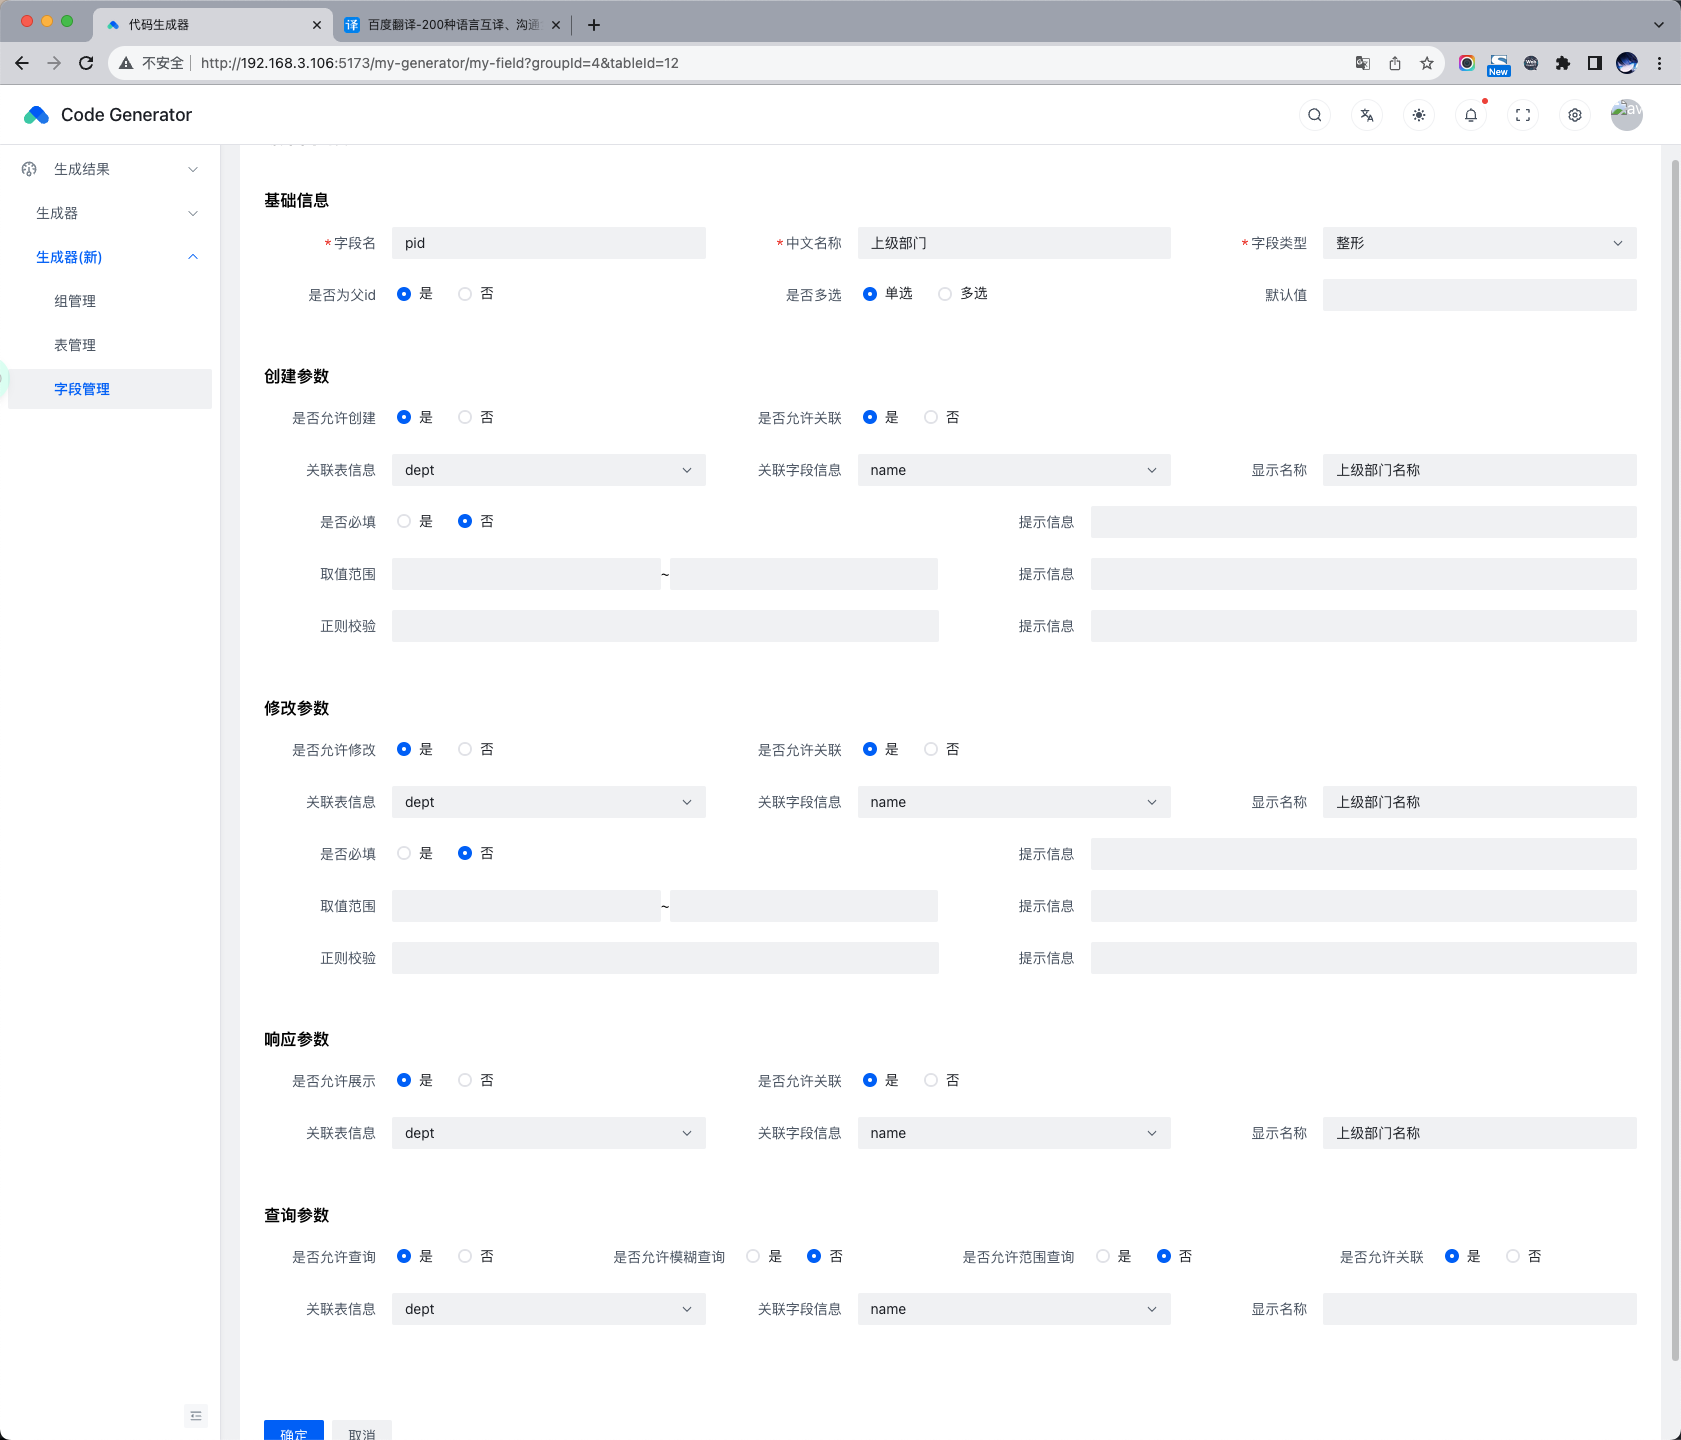 代码生成器
百度翻译-200种语言互译、沟通
不安全
http://192.168.3.106:5173/my-generator/my-field?groupId=4&tableId=12
New
Code Generator
生成结果
生成器
生成器(新)
组管理
表管理
字段管理
基础信息
*字段名 pid *中文名称 上级部门 *字段类型 整形
是否为父id 是 否 是否多选 单选 多选 默认值
创建参数
是否允许创建 是 否 是否允许关联 是 否
关联表信息 dept 关联字段信息 name 显示名称 上级部门名称
是否必填 是 否 提示信息
取值范围 ~ 提示信息
正则校验 提示信息
修改参数
是否允许修改 是 否 是否允许关联 是 否
关联表信息 dept 关联字段信息 name 显示名称 上级部门名称
是否必填 是 否 提示信息
取值范围 ~ 提示信息
正则校验 提示信息
响应参数
是否允许展示 是 否 是否允许关联 是 否
关联表信息 dept 关联字段信息 name 显示名称 上级部门名称
查询参数
是否允许查询 是 否 是否允许模糊查询 是 否 是否允许范围查询 是 否 是否允许关联 是 否
关联表信息 dept 关联字段信息 name 显示名称
确定 取消